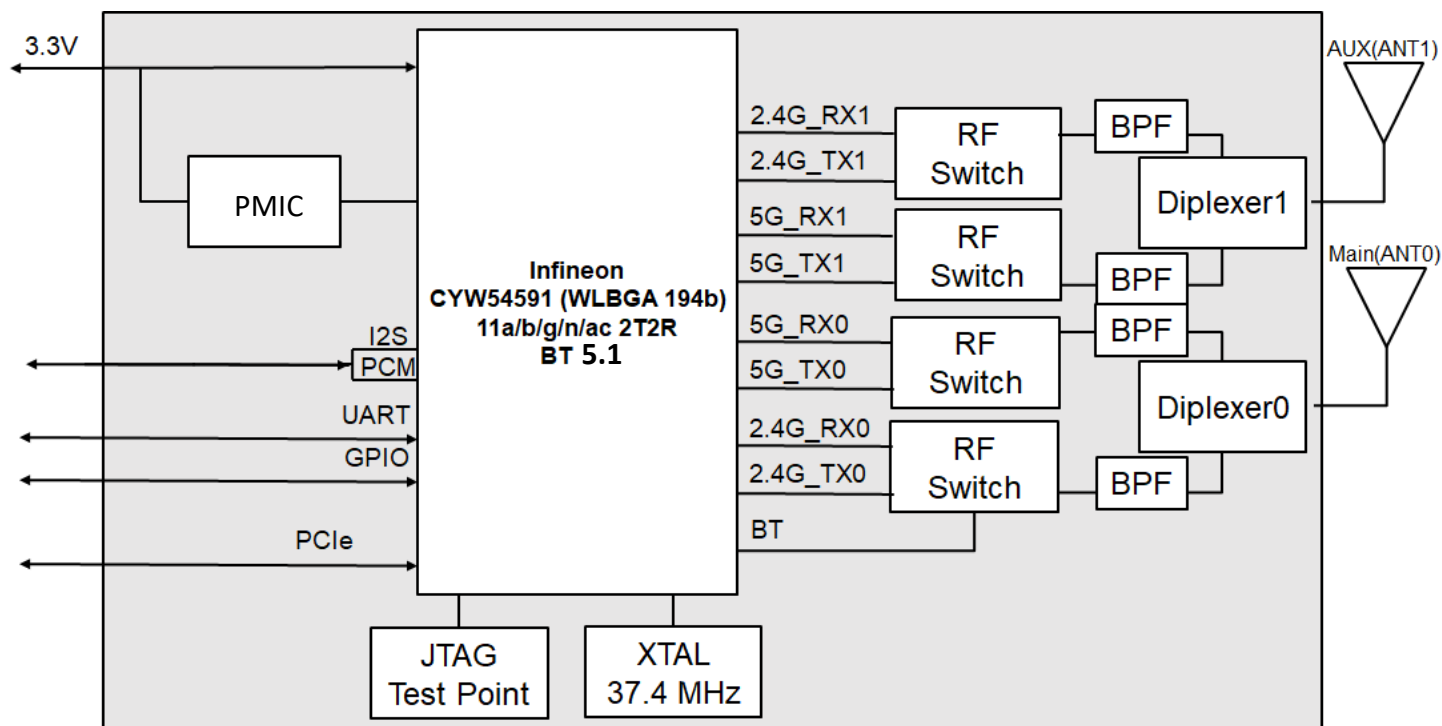 3.3V
AUX(ANT1)
2.4G_RX1
2.4G_TX1
RF
Switch
BPF
Diplexer1
PMIC
5G_RX1
5G_TX1
RF
Switch
BPF
Main(ANT0)
Infineon
CYW54591 (WLBGA 194b)
11a/b/g/n/ac 2T2R
BT 5.1
I2S
PCM
5G_RX0
5G_TX0
RF
Switch
BPF
Diplexer0
UART
GPIO
2.4G_RX0
2.4G_TX0
RF
Switch
BPF
BT
PCIe
JTAG
Test Point
XTAL
37.4 MHz